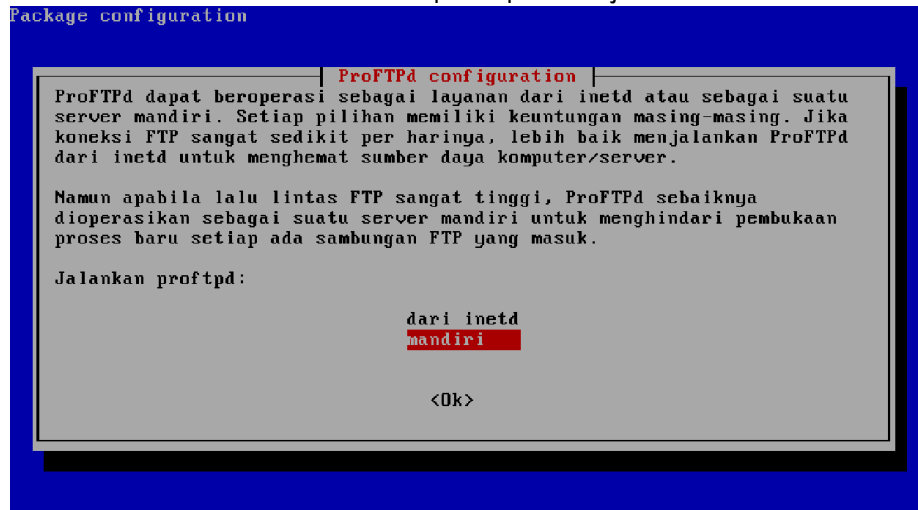 Package configuration
ProFTPd configuration
ProFTPd dapat beroperasi sebagai layanan dari inetd atau sebagai suatu
server mandiri. Setiap pilihan memiliki keuntungan masing-masing. Jika
koneksi FTP sangat sedikit per harinya, lebih baik menjalankan ProFTPd
dari inetd untuk menghemat sumber daya komputer/server.
Namun apabila lalu lintas FTP sangat tinggi, ProFTPd sebaiknya
dioperasikan sebagai suatu server mandiri untuk menghindari pembukaan
proses baru setiap ada sambungan FTP yang masuk.
Jalankan proftpd:
dari inetd
mandiri
<Ok>